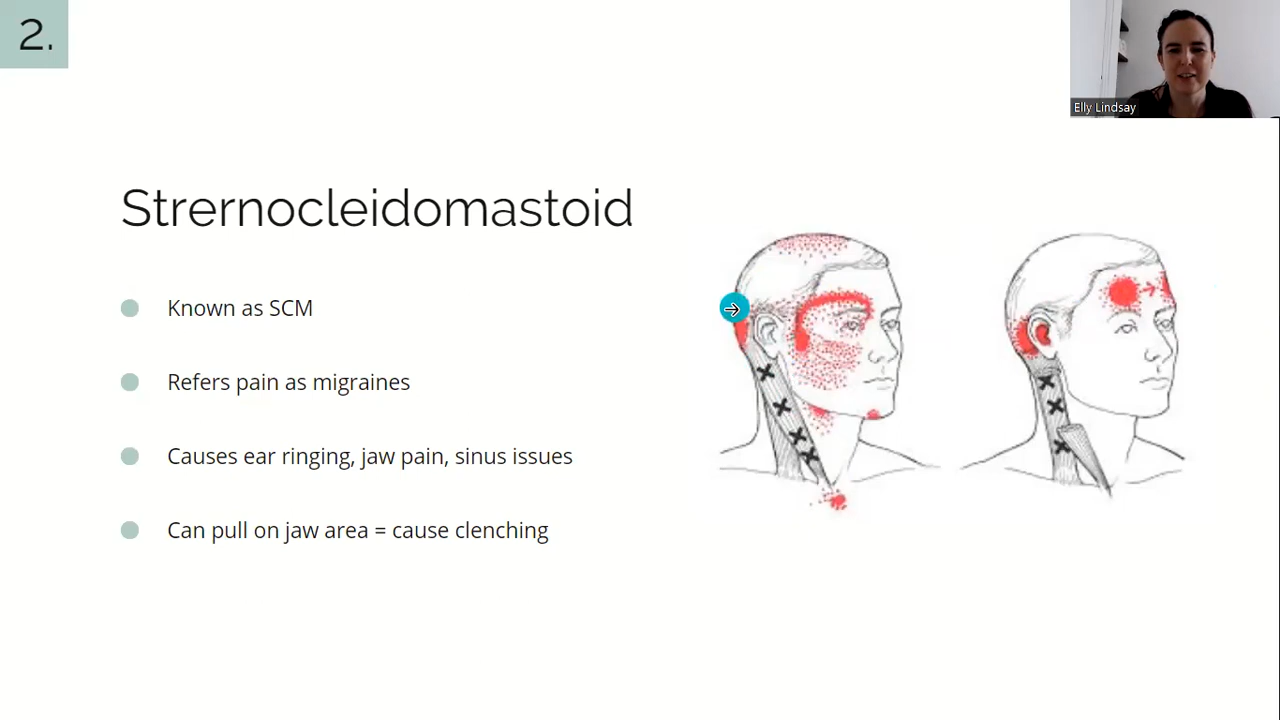 2.
Elly Lindsay
Strernocleidomastoid
Known as SCM
Refers pain as migraines
Causes ear ringing, jaw pain, sinus issues
Can pull on jaw area = cause clenching